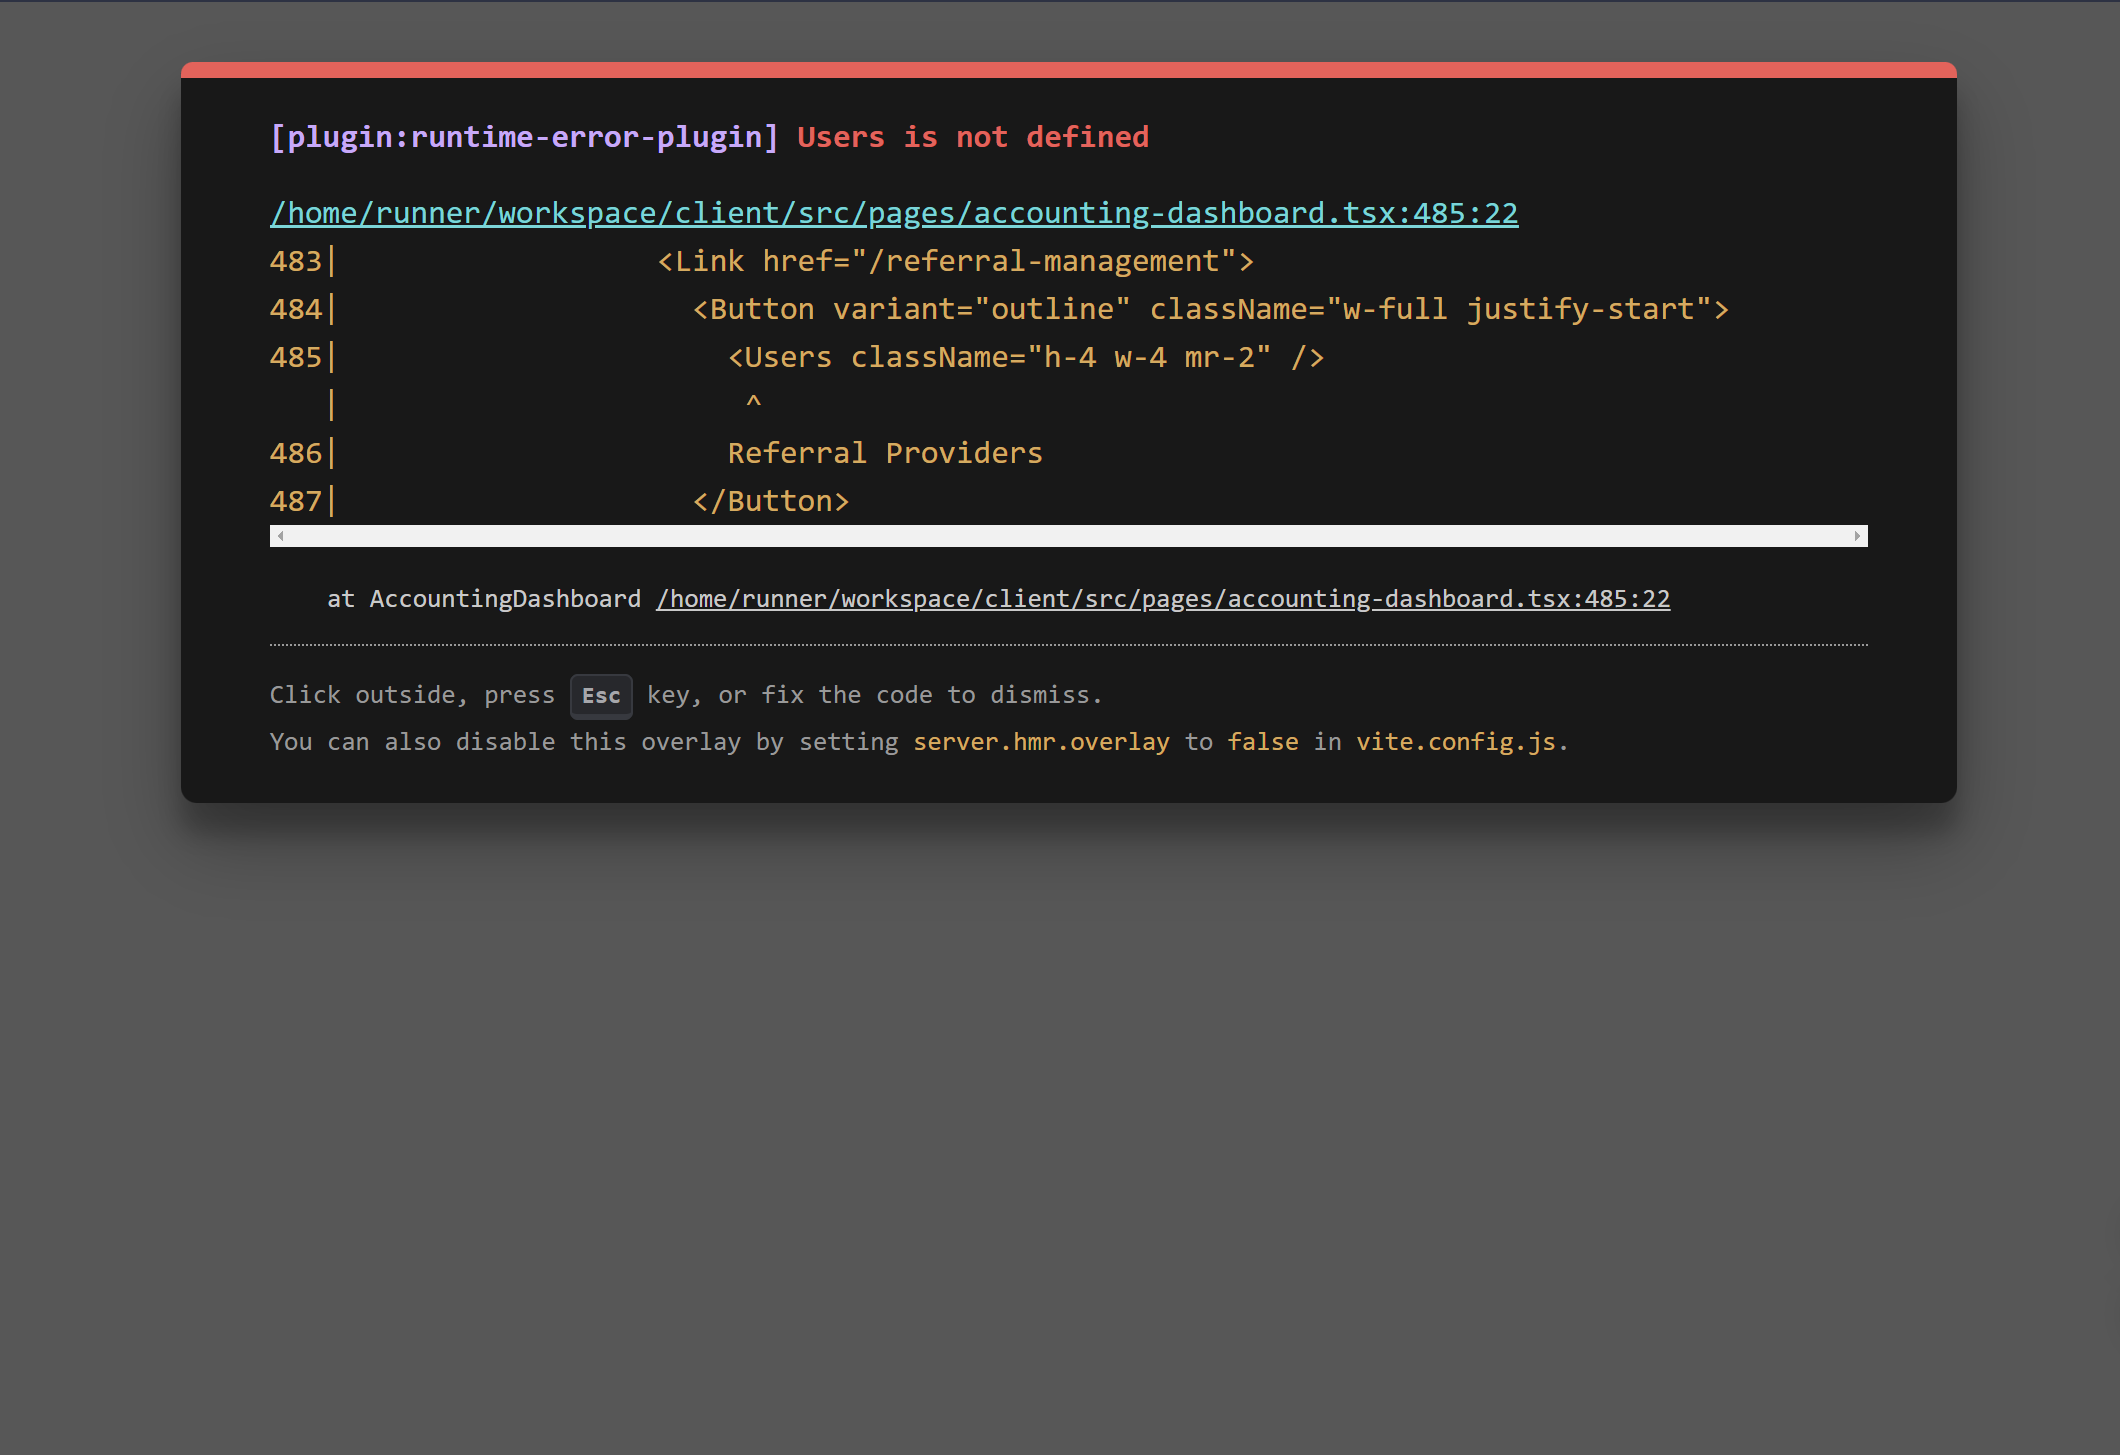 [plugin:runtime-error-plugin] Users is not defined
/home/runner/workspace/client/src/pages/accounting-dashboard.tsx:485:22
483|                  <Link href="/referral-management">
484|                    <Button variant="outline" className="w-full justify-start">
485|                      <Users className="h-4 w-4 mr-2" />
   |                       ^
486|                      Referral Providers
487|                    </Button>
at AccountingDashboard /home/runner/workspace/client/src/pages/accounting-dashboard.tsx:485:22
Click outside, press Esc key, or fix the code to dismiss.
You can also disable this overlay by setting server.hmr.overlay to false in vite.config.js.